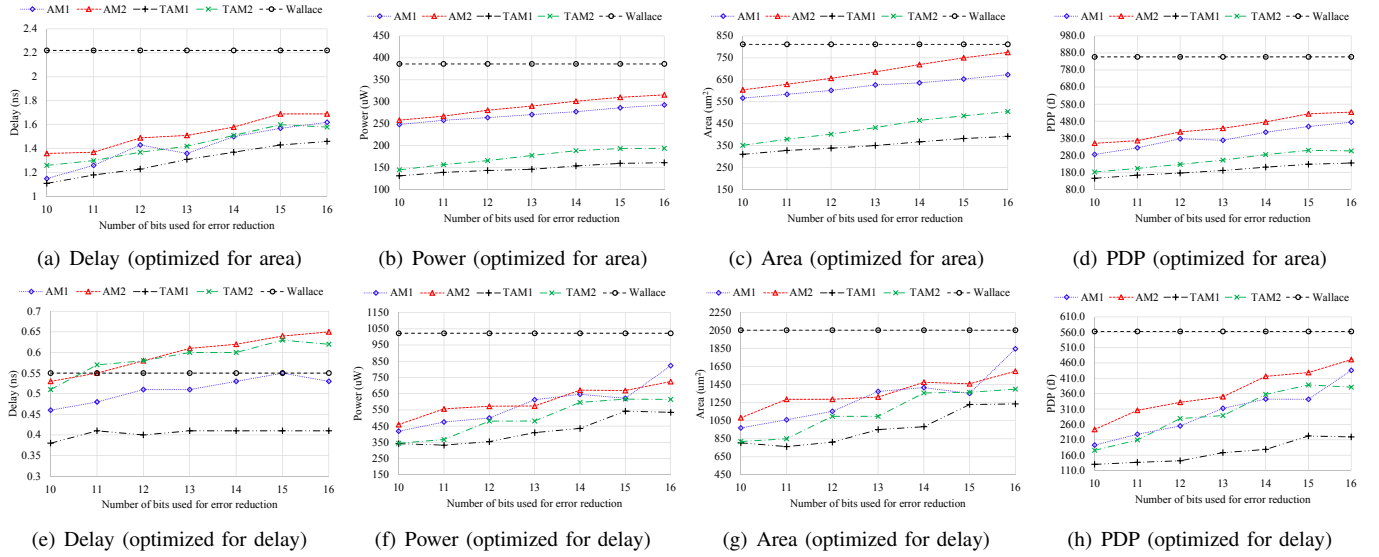 AM1 AM2 TAM1 TAM2 Wallace
2.4
2.2
2
1.8
1.6
1.4
1.2
1
Delay (ns)
10 11 12 13 14 15 16
Number of bits used for error reduction
(a) Delay (optimized for area)
AM1 AM2 TAM1 TAM2 Wallace
450
400
350
300
250
200
150
100
Power (uW)
10 11 12 13 14 15 16
Number of bits used for error reduction
(b) Power (optimized for area)
AM1 AM2 TAM1 TAM2 Wallace
850
750
650
550
450
350
250
150
Area (um²)
10 11 12 13 14 15 16
Number of bits used for error reduction
(c) Area (optimized for area)
AM1 AM2 TAM1 TAM2 Wallace
980.0
880.0
780.0
680.0
580.0
480.0
380.0
280.0
180.0
80.0
PDP (fJ)
10 11 12 13 14 15 16
Number of bits used for error reduction
(d) PDP (optimized for area)
AM1 AM2 TAM1 TAM2 Wallace
0.7
0.65
0.6
0.55
0.5
0.45
0.4
0.35
0.3
Delay (ns)
10 11 12 13 14 15 16
Number of bits used for error reduction
(e) Delay (optimized for delay)
AM1 AM2 TAM1 TAM2 Wallace
1150
1050
950
850
750
650
550
450
350
250
150
Power (uW)
10 11 12 13 14 15 16
Number of bits used for error reduction
(f) Power (optimized for delay)
AM1 AM2 TAM1 TAM2 Wallace
2250
2050
1850
1650
1450
1250
1050
850
650
450
Area (um²)
10 11 12 13 14 15 16
Number of bits used for error reduction
(g) Area (optimized for delay)
AM1 AM2 TAM1 TAM2 Wallace
610.0
560.0
510.0
460.0
410.0
360.0
310.0
260.0
210.0
160.0
110.0
PDP (fJ)
10 11 12 13 14 15 16
Number of bits used for error reduction
(h) PDP (optimized for delay)